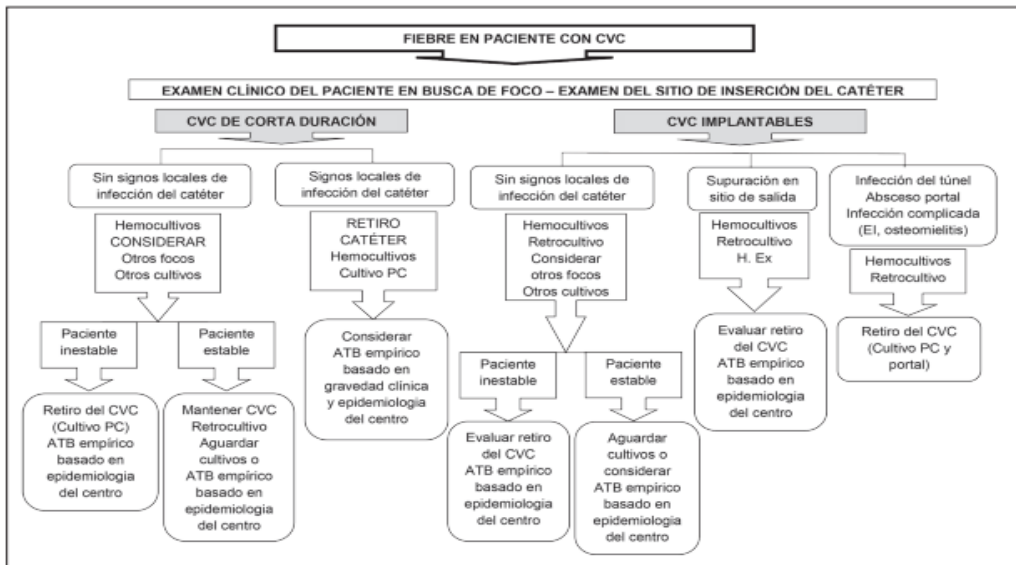 FIEBRE EN PACIENTE CON CVC
EXAMEN CLÍNICO DEL PACIENTE EN BUSCA DE FOCO – EXAMEN DEL SITIO DE INSERCIÓN DEL CATÉTER
CVC DE CORTA DURACIÓN
Sin signos locales de
infección del catéter
Hemocultivos
CONSIDERAR
Otros focos
Otros cultivos
Paciente
inestable
Retiro del CVC
(Cultivo PC)
ATB empírico
basado en
epidemiologia
del centro
Paciente
estable
Mantener CVC
Retrocultivo
Aguardar
cultivos o
ATB empírico
basado en
epidemiologia
del centro
Signos locales de
infección del catéter
RETIRO
CATÉTER
Hemocultivos
Cultivo PC
Considerar
ATB empírico
basado en
gravedad clínica
y epidemiologia
del centro
CVC IMPLANTABLES
Sin signos locales de
infección del catéter
Hemocultivos
Retrocultivo
Considerar
otros focos
Otros cultivos
Paciente
inestable
Evaluar retiro
del CVC
ATB empírico
basado en
epidemiologia
del centro
Paciente
estable
Aguardar
cultivos o
considerar
ATB empírico
basado en
epidemiologia
del centro
Supuración en
sitio de salida
Hemocultivos
Retrocultivo
H. Ex
Evaluar retiro
del CVC
ATB empírico
basado en
epidemiologia
del centro
Infección del túnel
Absceso portal
Infección complicada
(EI, osteomielitis)
Hemocultivos
Retrocultivo
Retiro del CVC
(Cultivo PC y
portal)